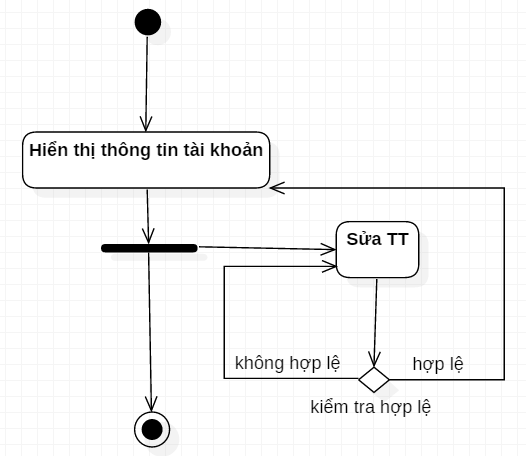 Hiển thị thông tin tài khoản
Sửa TT
không hợp lệ
hợp lệ
kiểm tra hợp lệ